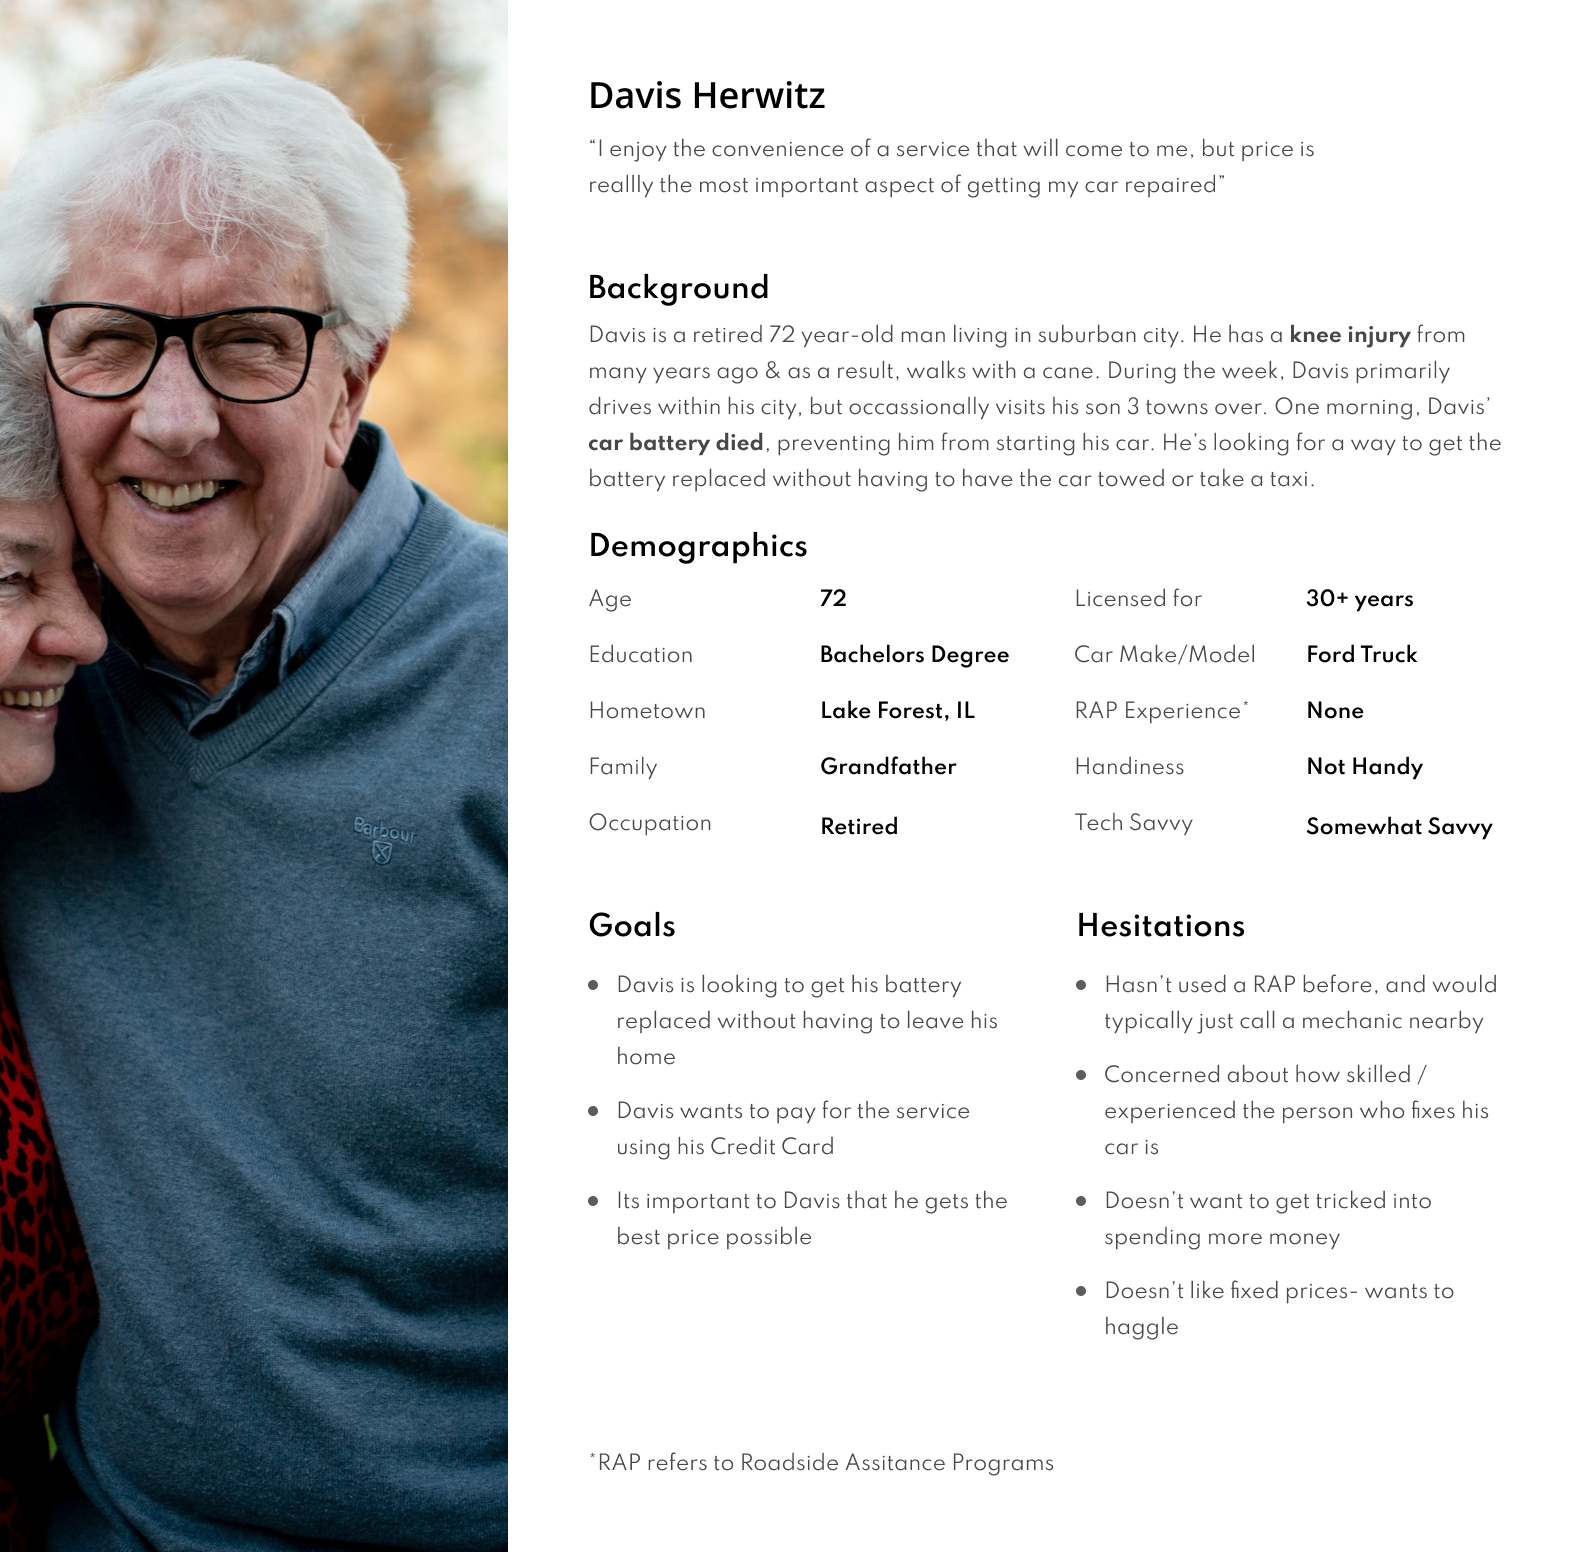 Davis Herwitz
“I enjoy the convenience of a service that will come to me, but price is
reallly the most important aspect of getting my car repaired”
Background
Davis is a retired 72 year-old man living in suburban city. He has a knee injury from
many years ago & as a result, walks with a cane. During the week, Davis primarily
drives within his city, but occassionally visits his son 3 towns over. One morning, Davis’
car battery died, preventing him from starting his car. He’s looking for a way to get the
battery replaced without having to have the car towed or take a taxi.
Demographics
Age 72 Licensed for 30+ years
Education Bachelors Degree Car Make/Model Ford Truck
Hometown Lake Forest, IL RAP Experience* None
Family Grandfather Handiness Not Handy
Occupation Retired Tech Savvy Somewhat Savvy
Goals
• Davis is looking to get his battery
replaced without having to leave his
home
• Davis wants to pay for the service
using his Credit Card
• Its important to Davis that he gets the
best price possible
Hesitations
• Hasn’t used a RAP before, and would
typically just call a mechanic nearby
• Concerned about how skilled /
experienced the person who fixes his
car is
• Doesn’t want to get tricked into
spending more money
• Doesn’t like fixed prices- wants to
haggle
*RAP refers to Roadside Assitance Programs
Barbour